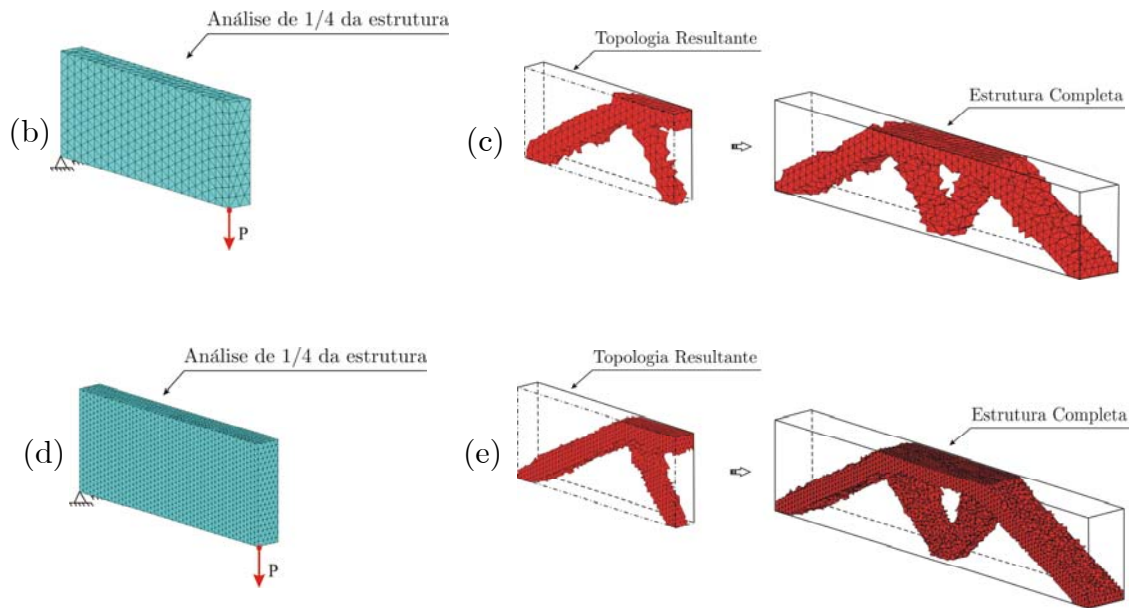 Análise de 1/4 da estrutura
Topologia Resultante
Estrutura Completa
(b)
(c)
P
Análise de 1/4 da estrutura
Topologia Resultante
Estrutura Completa
(d)
(e)
P